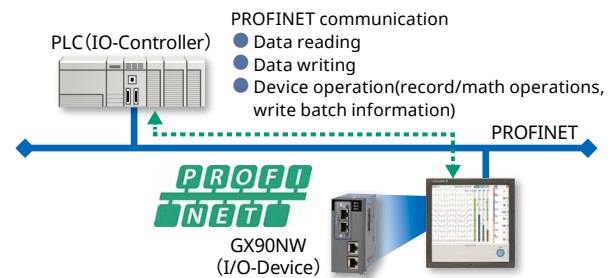 PROFINET communication
PLC(IO-Controller)
Data reading
Data writing
Device operation(record/math operations,
write batch information)
PROFINET
PROFI
NET
GX90NW
(I/O-Device)